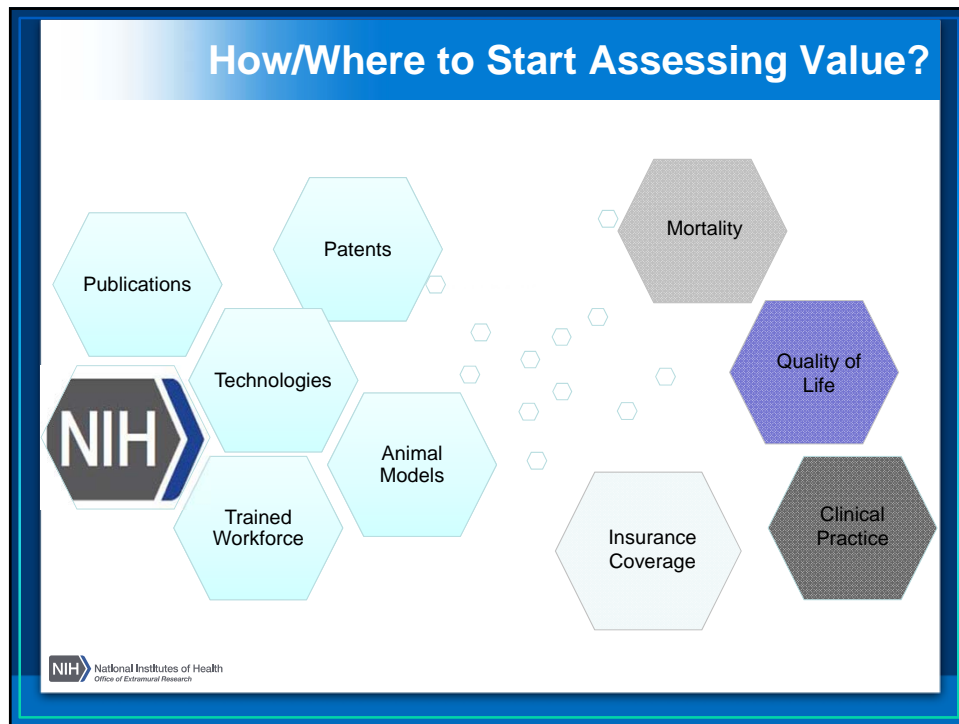 How/Where to Start Assessing Value?
Publications
Patents
Technologies
NIH
Animal
Models
Trained
Workforce
Mortality
Quality of
Life
Insurance
Coverage
Clinical
Practice
NIH National Institutes of Health
Office of Extramural Research